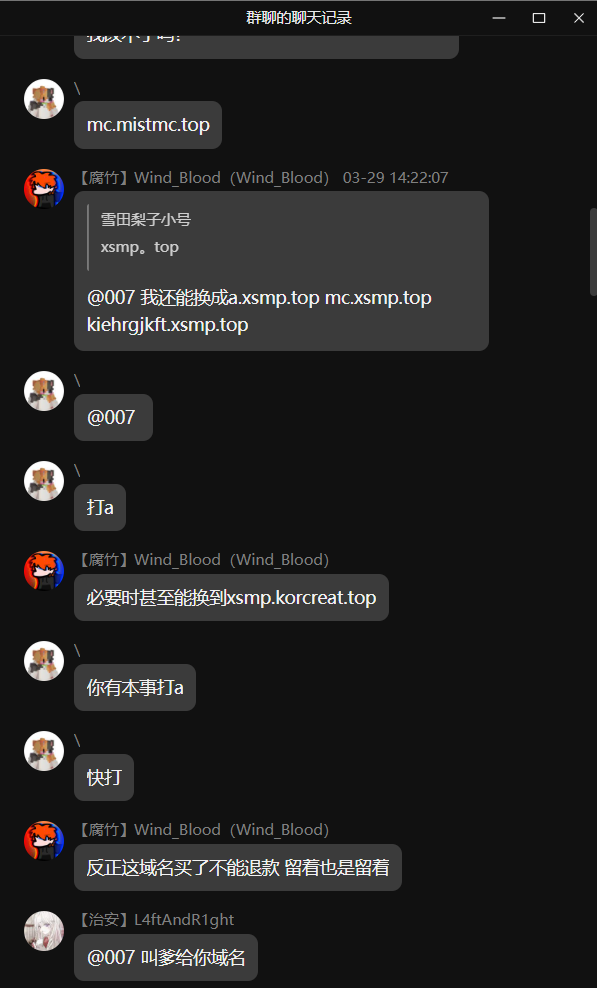 群聊的聊天记录
\
mc.mistmc.top
【腐竹】Wind_Blood（Wind_Blood） 03-29 14:22:07
雪田梨子小号
xsmp。top
@007 我还能换成a.xsmp.top mc.xsmp.top
kiehrgjkft.xsmp.top
\
@007
\
打a
【腐竹】Wind_Blood（Wind_Blood）
必要时甚至能换到xsmp.korcreat.top
\
你有本事打a
\
快打
【腐竹】Wind_Blood（Wind_Blood）
反正这域名买了不能退款 留着也是留着
【治安】L4ftAndR1ght
@007 叫爹给你域名